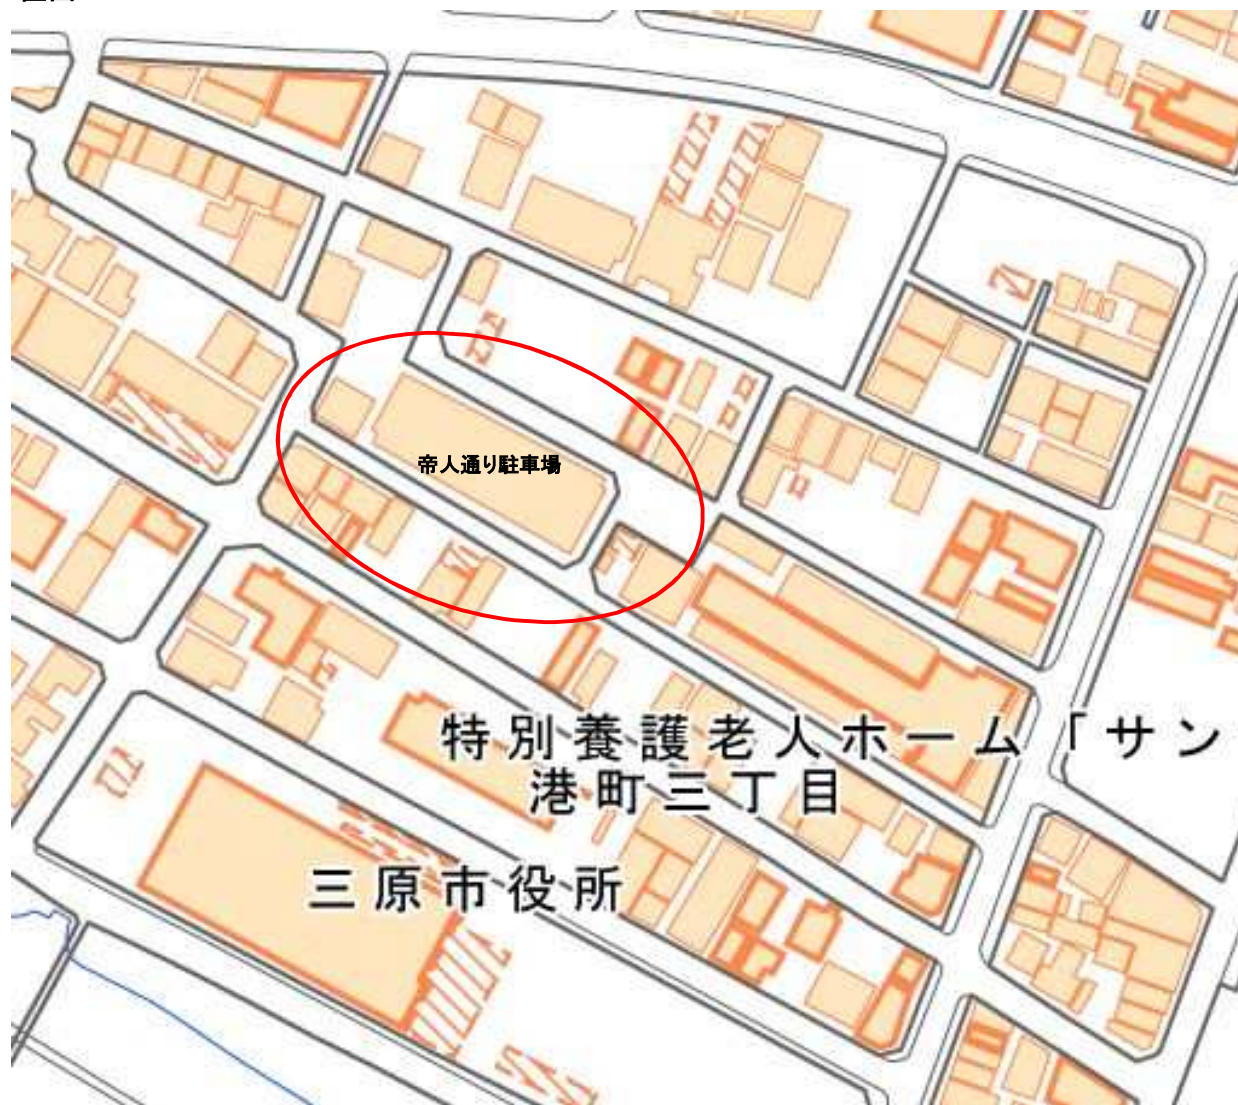 帝人通り駐車場
特別養護老人ホーム「サン
港町三丁目
三原市役所